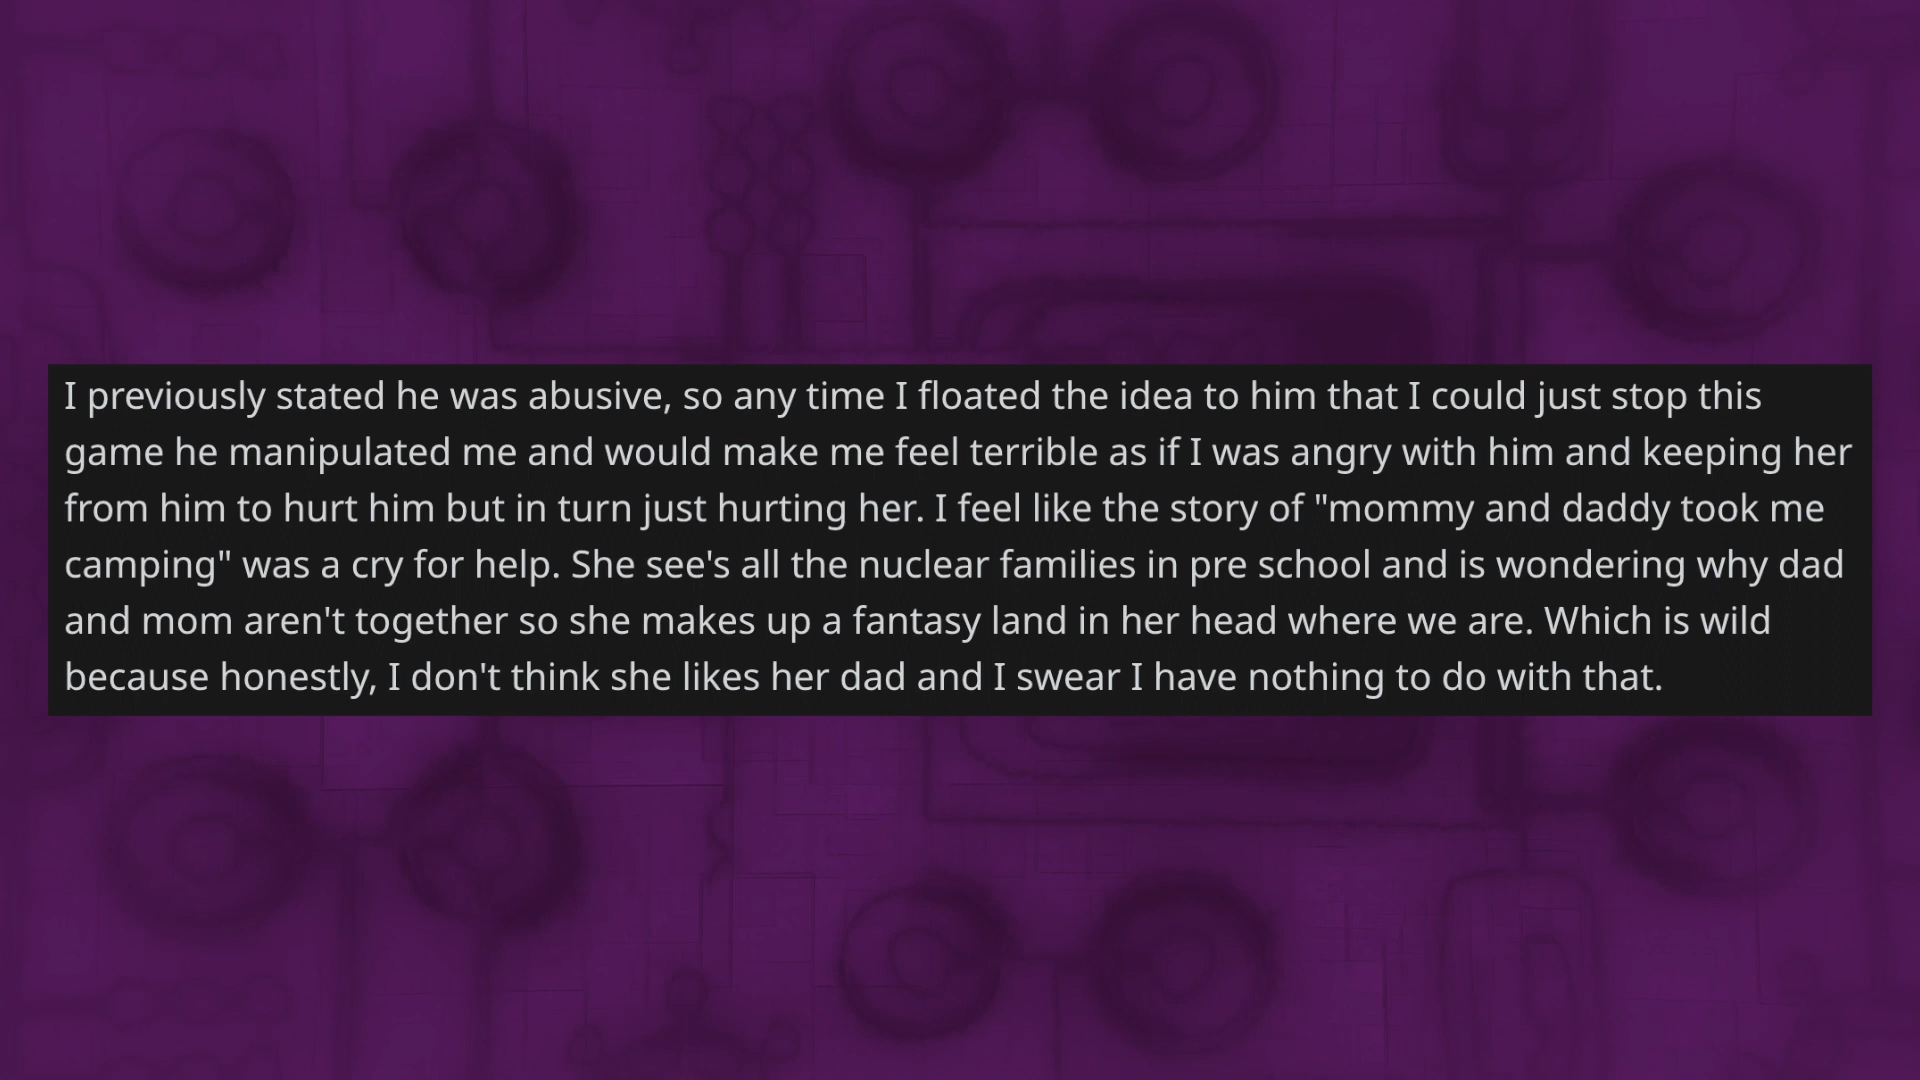 I previously stated he was abusive, so any time I floated the idea to him that I could just stop this
game he manipulated me and would make me feel terrible as if I was angry with him and keeping her
from him to hurt him but in turn just hurting her. I feel like the story of "mommy and daddy took me
camping" was a cry for help. She see's all the nuclear families in pre school and is wondering why dad
and mom aren't together so she makes up a fantasy land in her head where we are. Which is wild
because honestly, I don't think she likes her dad and I swear I have nothing to do with that.